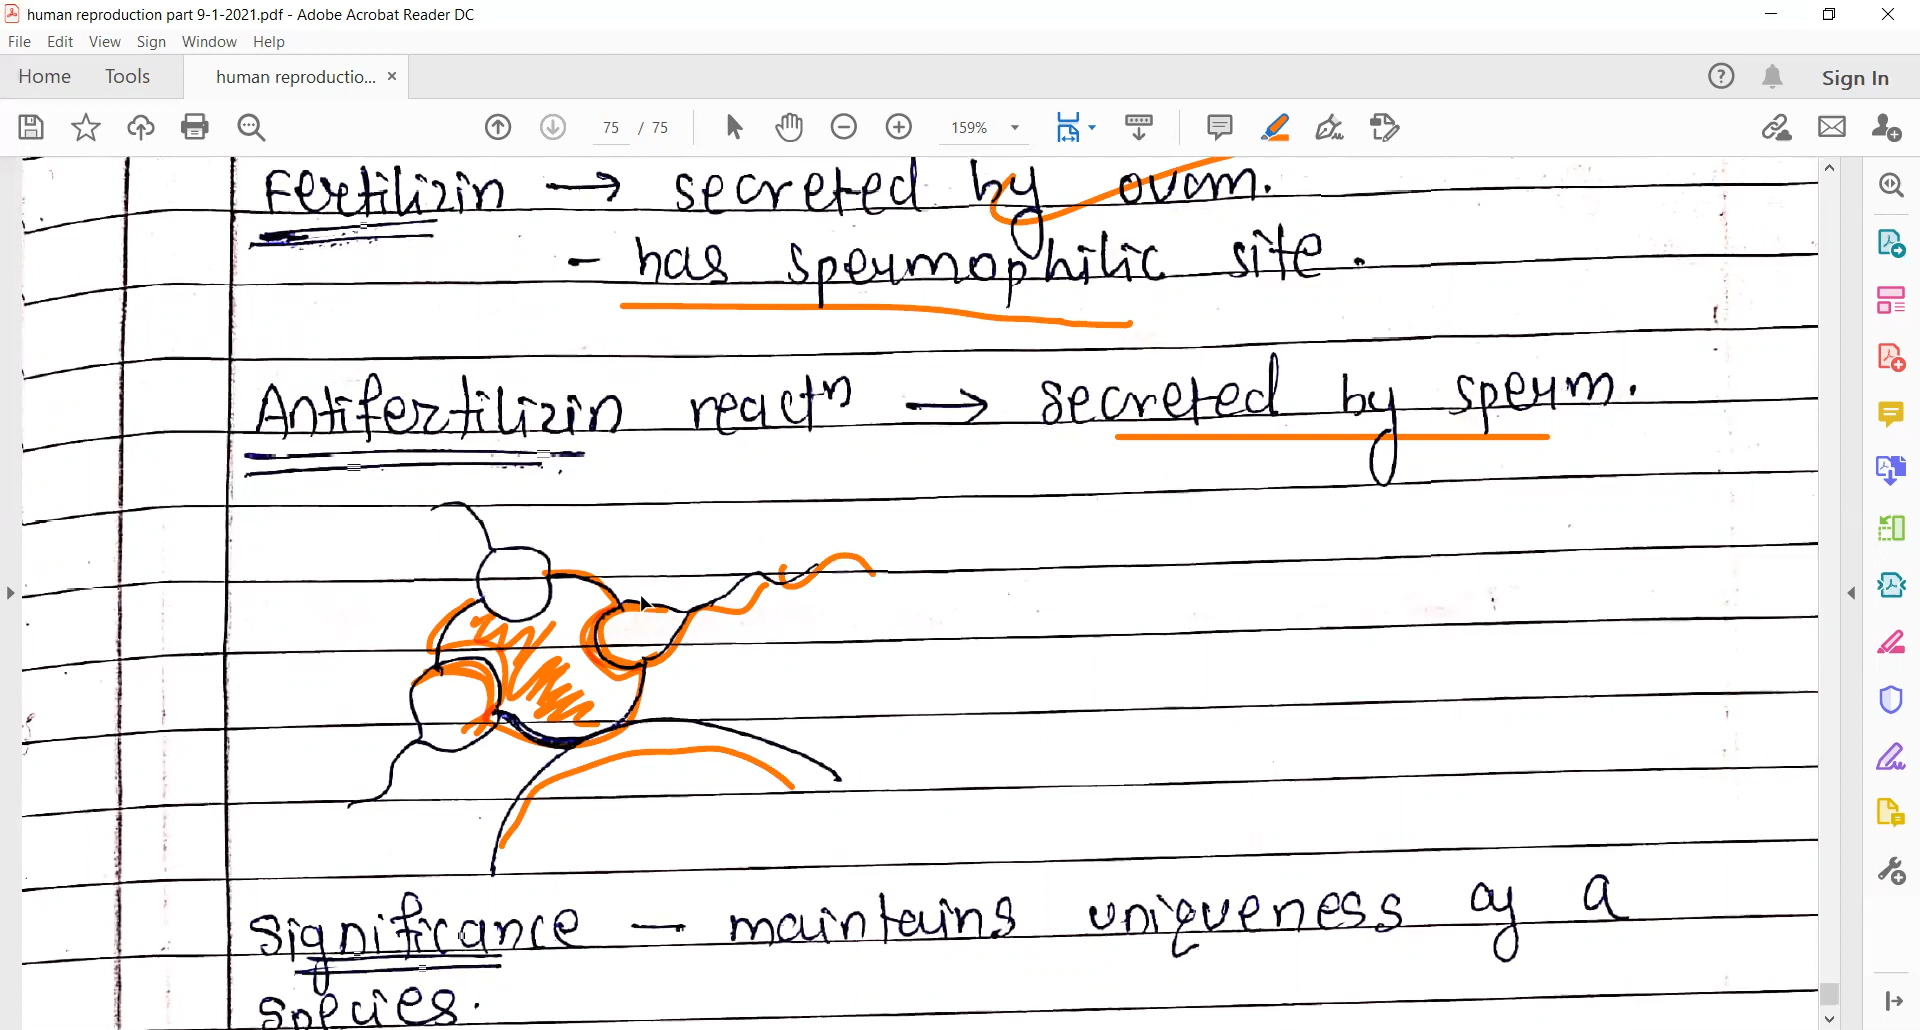 human reproduction part 9-1-2021.pdf - Adobe Acrobat Reader DC
File Edit View Sign Window Help
Home Tools human reproductio... × Sign In
75 / 75 159%
Fertilizin → secreted by ovum.
- has spermophilic site.
Antifertilizin reactn → secreted by sperm.
Significance — maintains uniqueness of a
species.